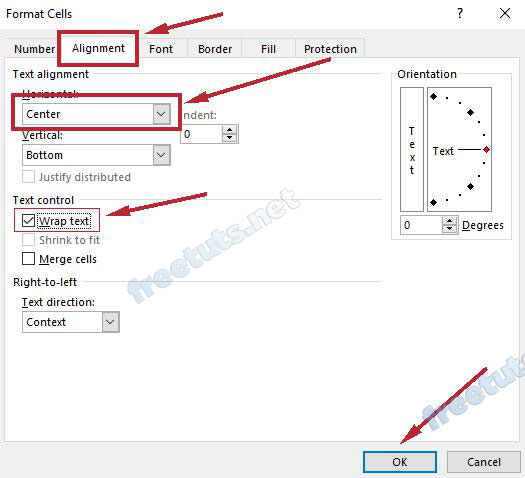 Format Cells
Number
Alignment
Font
Border
Fill
Protection
Text alignment
Horizontal:
Center
Indent:
0
Vertical:
Bottom
Justify distributed
Text control
Wrap text
Shrink to fit
Merge cells
Right-to-left
Text direction:
Context
Orientation
Text
Text
0 Degrees
freetuts.net
freetuts
OK
Cancel